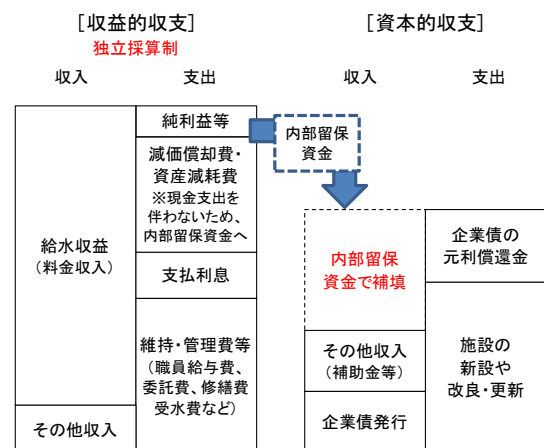 ［収益的収支］
独立採算制
収入
支出
給水収益
（料金収入）
その他収入
純利益等
減価償却費・
資産減耗費
※現金支出を
伴わないため、
内部留保資金へ
支払利息
維持・管理費等
（職員給与費、
委託費、修繕費
受水費など）
内部留保
資金
［資本的収支］
収入
支出
内部留保
資金で補填
その他収入
（補助金等）
企業債発行
企業債の
元利償還金
施設の
新設や
改良・更新